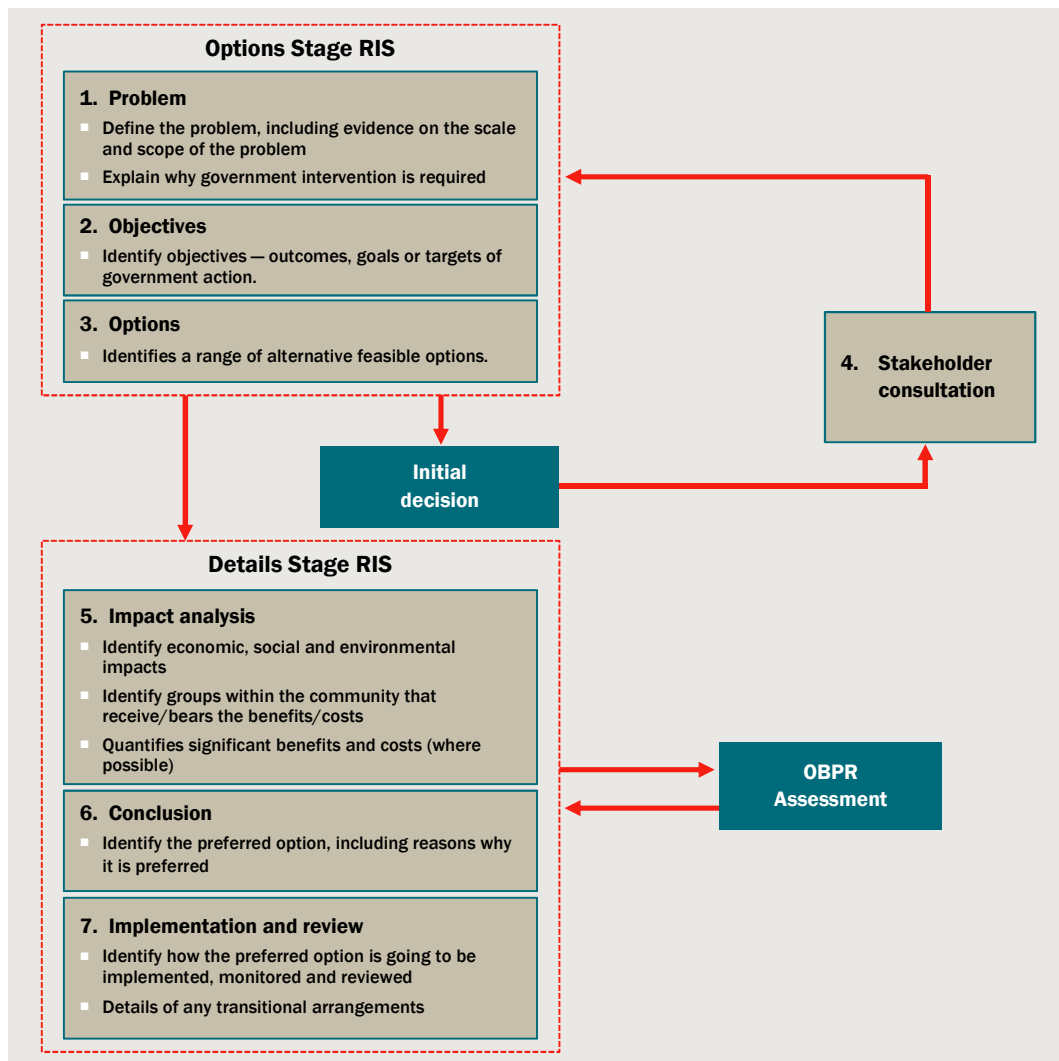 Options Stage RIS
1. Problem
Define the problem, including evidence on the scale
and scope of the problem
Explain why government intervention is required
2. Objectives
Identify objectives — outcomes, goals or targets of
government action.
3. Options
Identifies a range of alternative feasible options.
4. Stakeholder
consultation
Initial
decision
Details Stage RIS
5. Impact analysis
Identify economic, social and environmental
impacts
Identify groups within the community that
receive/bears the benefits/costs
Quantifies significant benefits and costs (where
possible)
OBPR
Assessment
6. Conclusion
Identify the preferred option, including reasons why
it is preferred
7. Implementation and review
Identify how the preferred option is going to be
implemented, monitored and reviewed
Details of any transitional arrangements